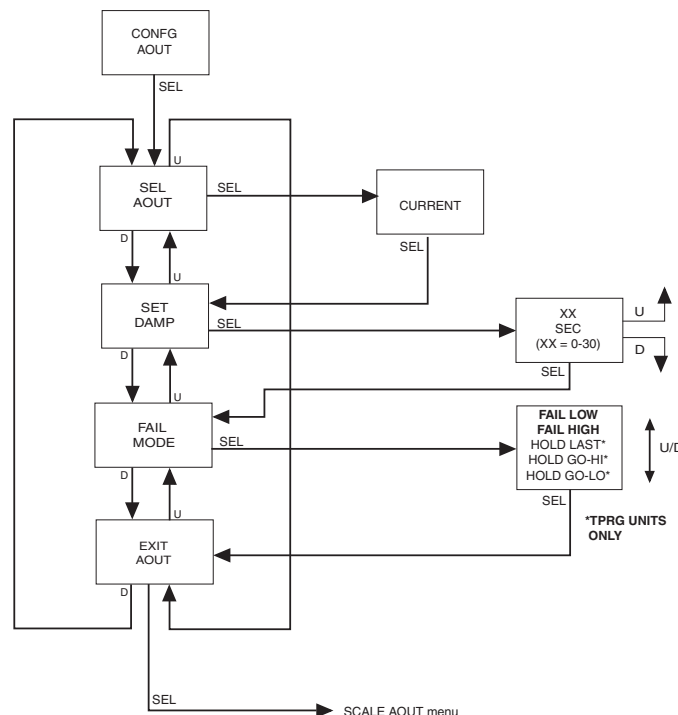 CONFG
AOUT
SEL
U
SEL
AOUT
SEL
CURRENT
SEL
D
U
SET
DAMP
SEL
XX
SEC
(XX = 0-30)
U
D
SEL
D
U
FAIL
MODE
SEL
FAIL LOW
FAIL HIGH
HOLD LAST*
HOLD GO-HI*
HOLD GO-LO*
U/D
SEL
*TPRG UNITS
ONLY
D
U
EXIT
AOUT
D
SEL
SCALE AOUT menu